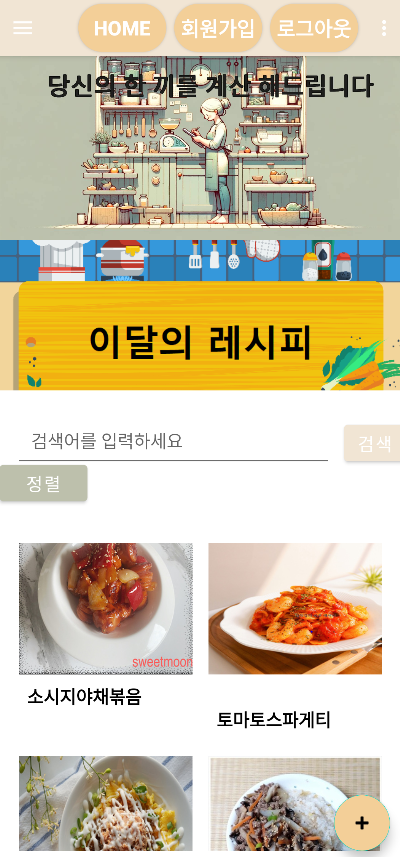 HOME
회원가입
로그아웃
당신의 한 끼를 계산 해드립니다
이달의 레시피
검색어를 입력하세요
검색
정렬
sweetmoon
소시지야채볶음
토마토스파게티